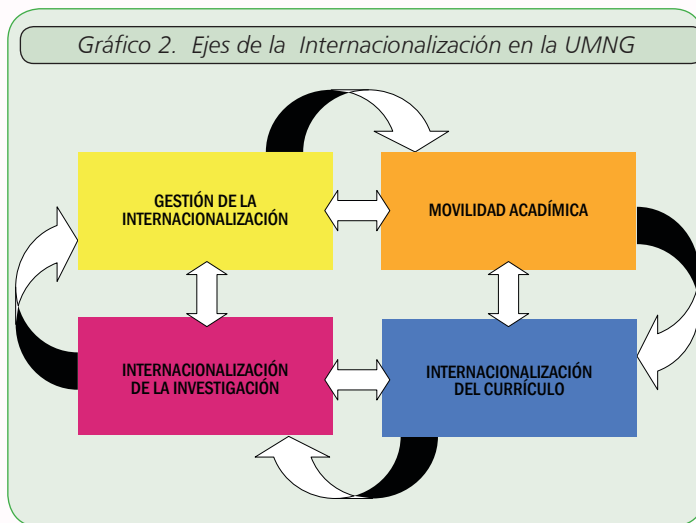 Gráfico 2. Ejes de la Internacionalización en la UMNG
GESTIÓN DE LA
INTERNACIONALIZACIÓN
MOVILIDAD ACADÍMICA
INTERNACIONALIZACIÓN
DE LA INVESTIGACIÓN
INTERNACIONALIZACIÓN
DEL CURRÍCULO